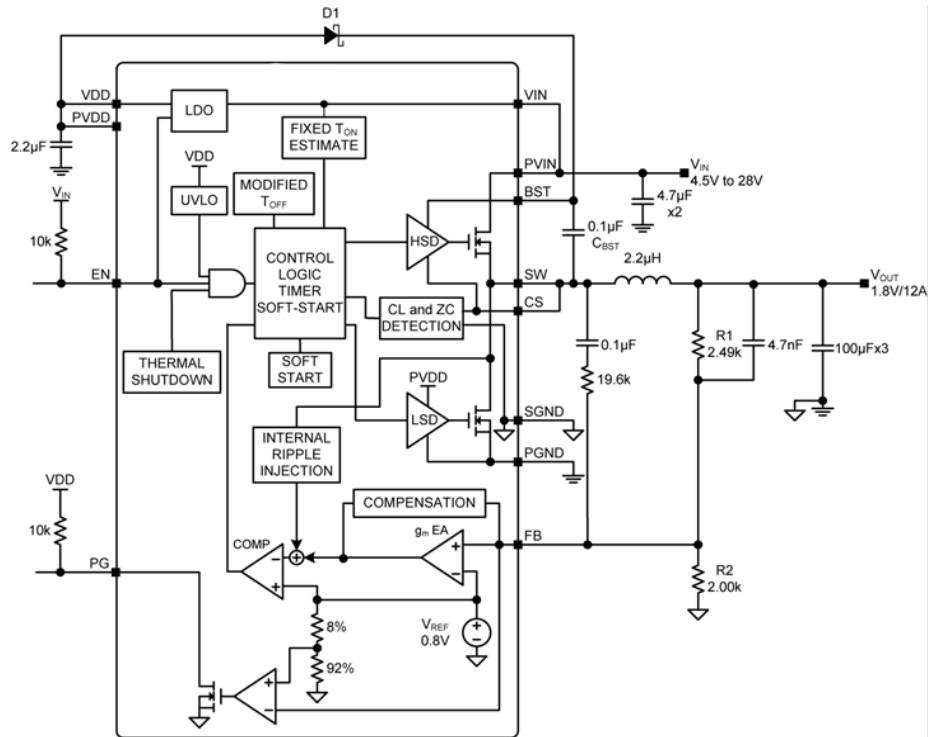 D1
VDD
LDO
VIN
PVDD
FIXED TON
ESTIMATE
2.2µF
VDD
PVIN
VIN
4.5V to 28V
VIN
UVLO
MODIFIED
TOFF
BST
4.7µF
x2
10k
HSD
0.1µF
CBST
2.2µH
CONTROL
LOGIC
TIMER
SOFT-START
EN
SW
VOUT
1.8V/12A
CS
CL and ZC
DETECTION
THERMAL
SHUTDOWN
SOFT
START
0.1µF
R1
2.49k
4.7nF
100µFx3
19.6k
PVDD
LSD
SGND
INTERNAL
RIPPLE
INJECTION
PGND
VDD
COMPENSATION
10k
gm EA
FB
COMP
PG
R2
2.00k
8%
VREF
0.8V
92%